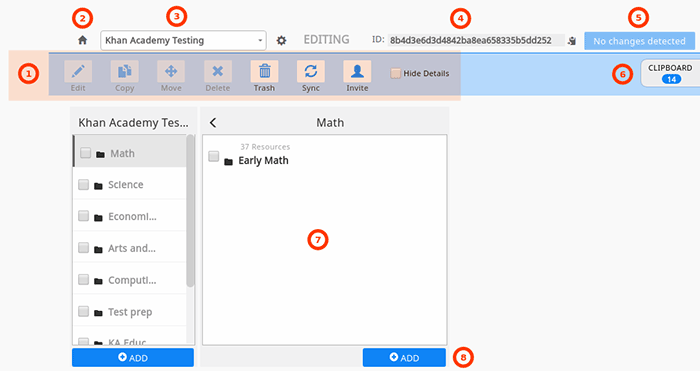 2
3
4
5
Khan Academy Testing
EDITING
ID: 8b4d3e6d3d4842ba8ea658335b5dd252
No changes detected
1
Edit
Copy
Move
Delete
Trash
Sync
Invite
Hide Details
6
CLIPBOARD
14
Khan Academy Tes...
Math
Math
Science
Economi...
Arts and...
Computi...
Test prep
KA Educ
37 Resources
Early Math
7
ADD
ADD
8